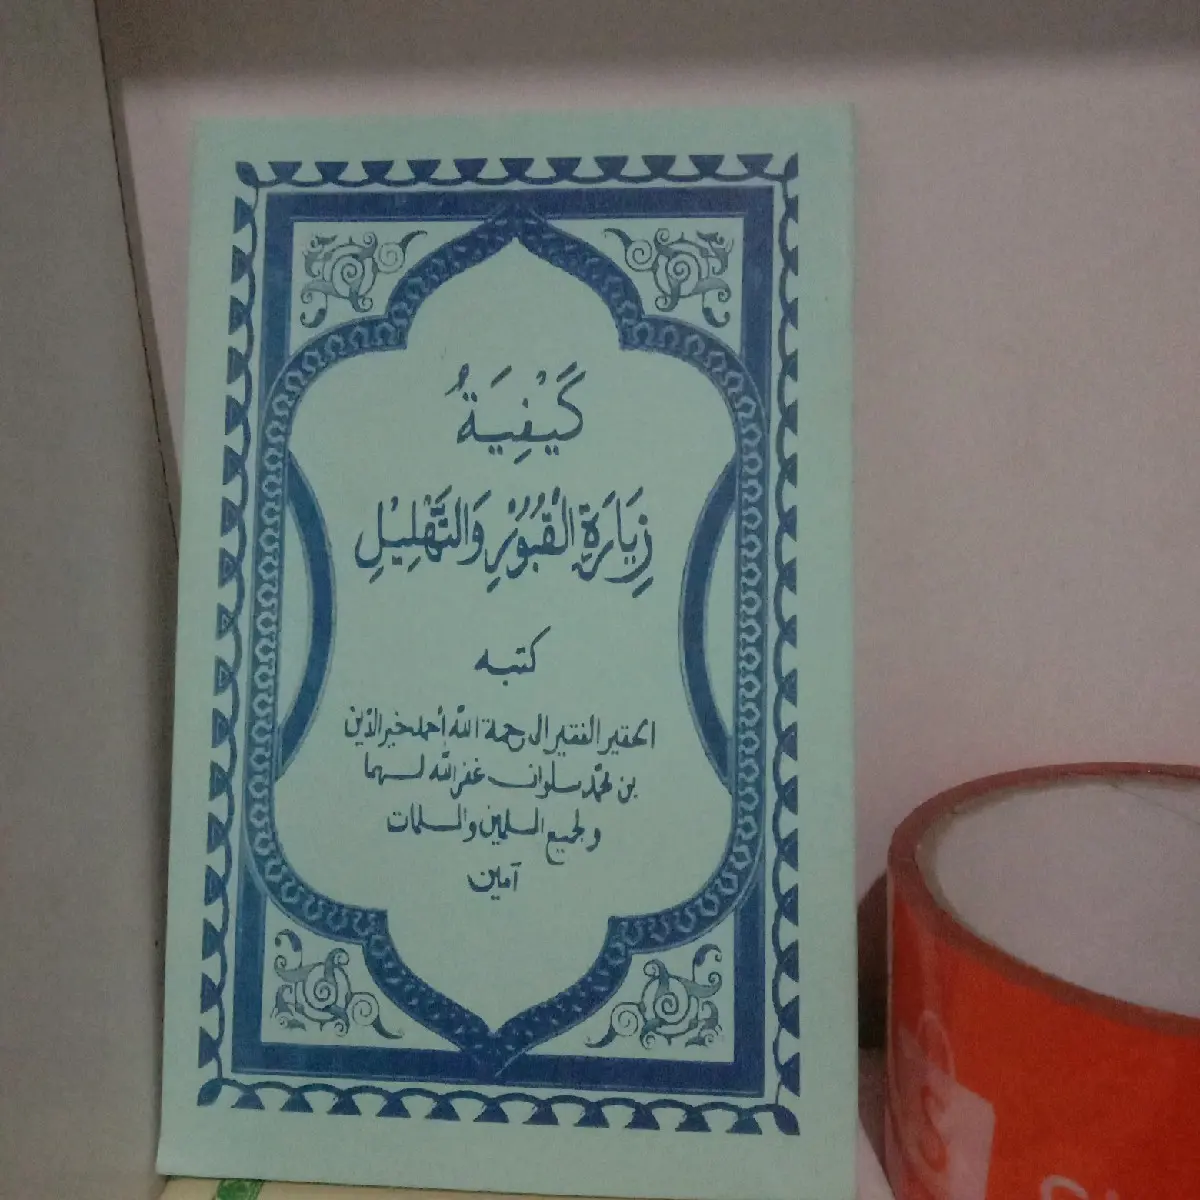 كَيْفِيَةُ
زِيَارَةِ الْقُبُوْرِ وَالتَّهْلِيْلِ
كتبه
الحقير الفقير الى رحمة الله أحمد خير الدين
بن محمد سلوان غفر الله لهما
ولجميع المسلمين والمسلمات
آمين